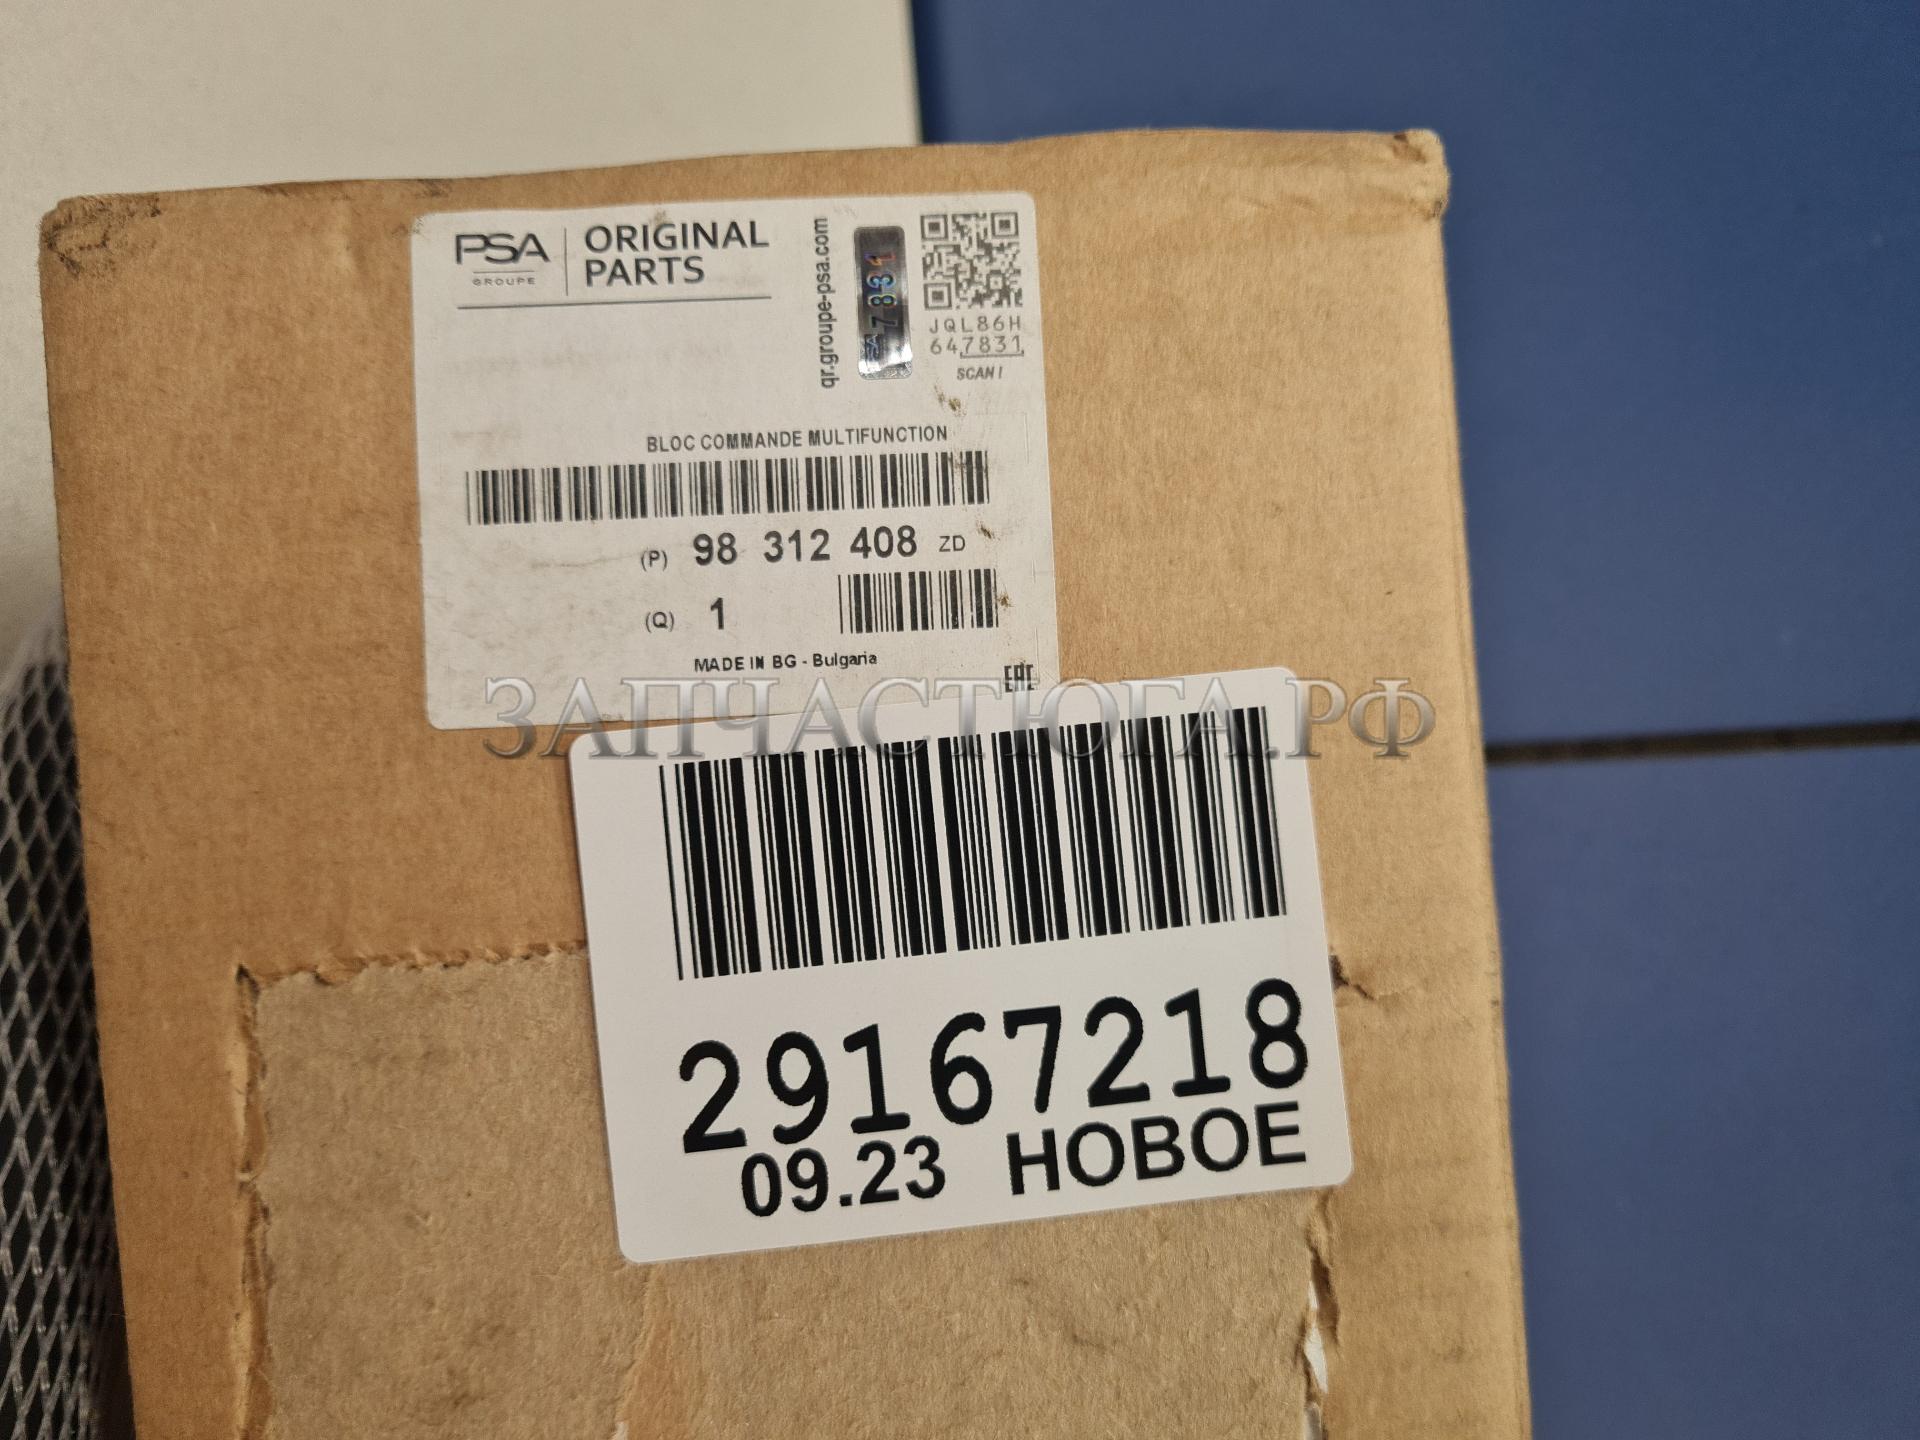 PSA
GROUPE
ORIGINAL
PARTS
qr.groupe-psa.com
7831
JQL86H
647831
SCAN !
BLOC COMMANDE MULTIFUNCTION
(P) 98 312 408 ZD
(Q) 1
MADE IN BG - Bulgaria
EAC
ЗАПЧАСТЮГА.РФ
29167218
09.23 НОВОЕ